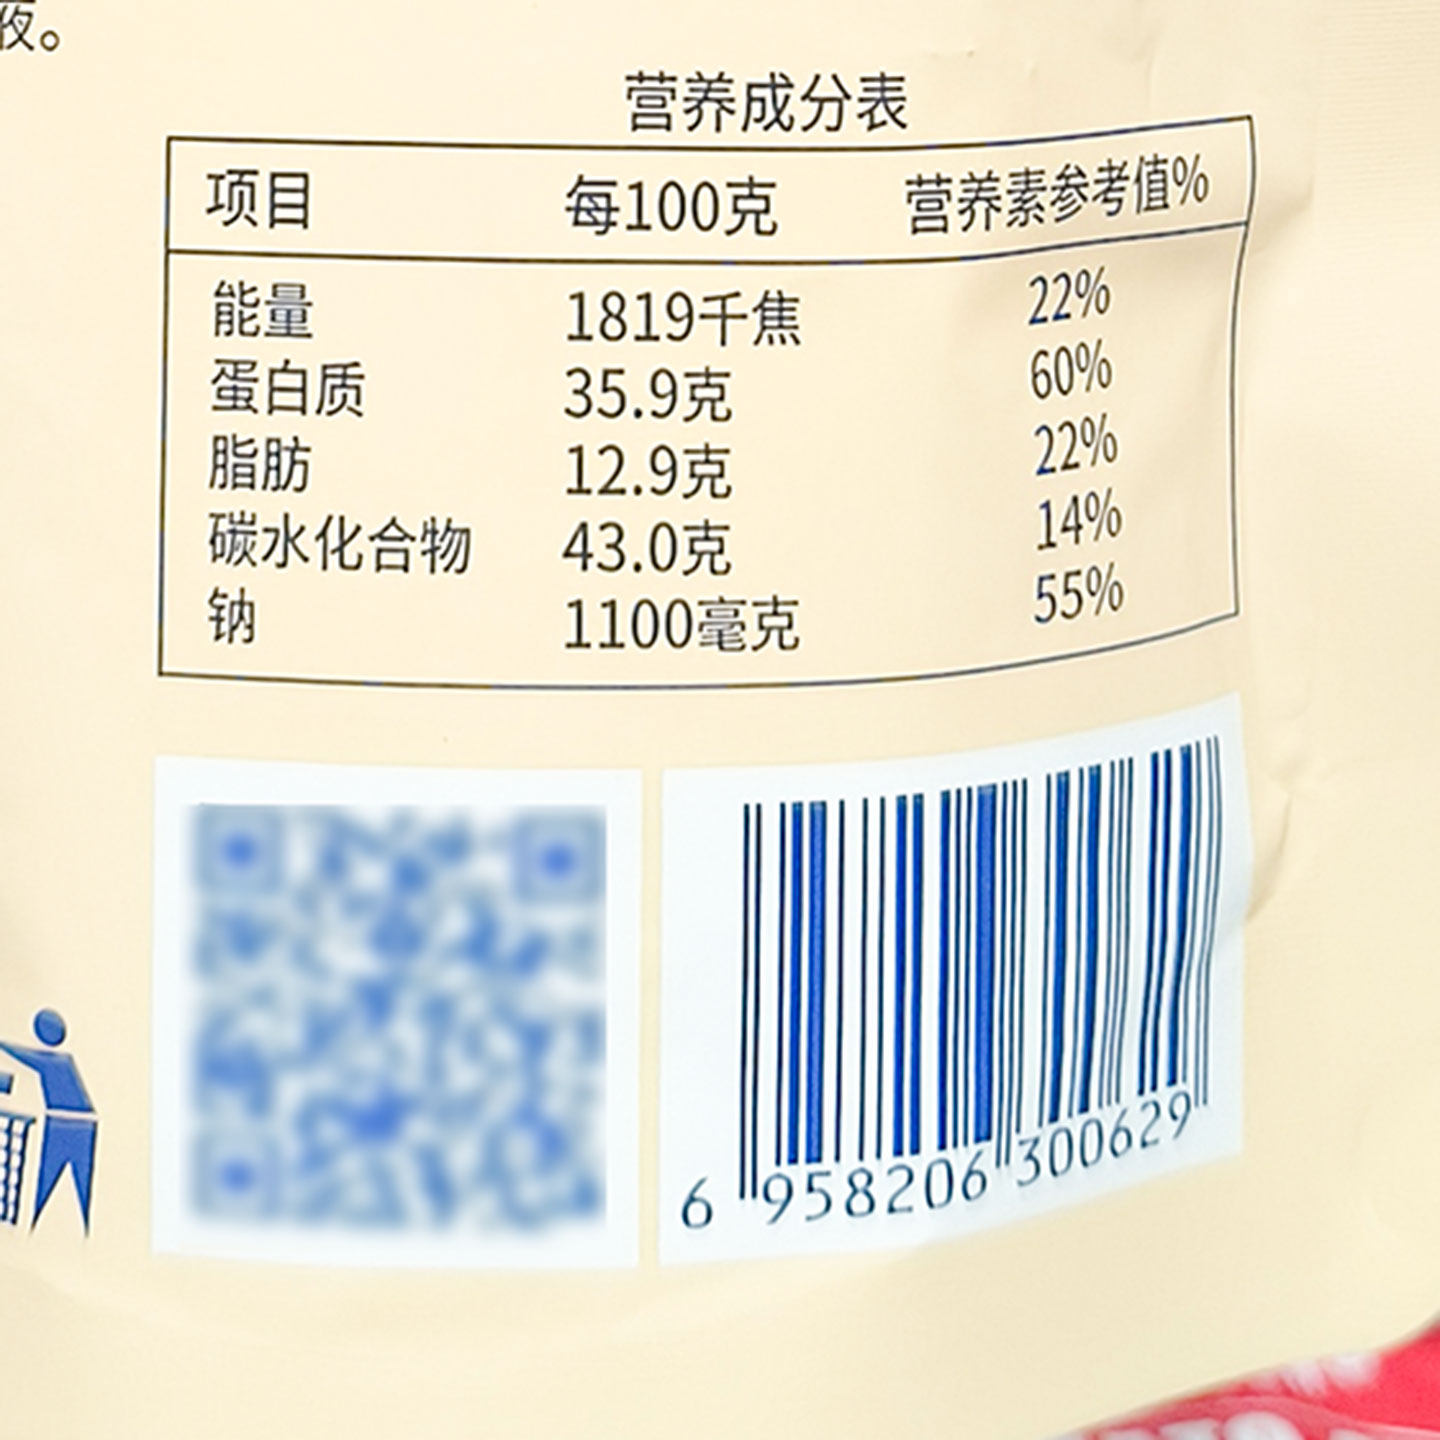 液。
营养成分表
项目 每100克 营养素参考值%
能量 1819千焦 22%
蛋白质 35.9克 60%
脂肪 12.9克 22%
碳水化合物 43.0克 14%
钠 1100毫克 55%
6 958206 300629